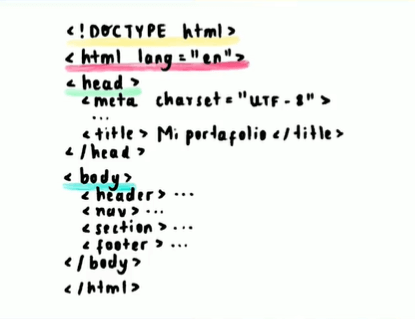 <!DOCTYPE html>
<html lang="en">
<head>
<meta charset="UTF-8">
...
<title> Mi portafolio </title>
</head>
<body>
<header> ...
<nav> ...
<section> ...
<footer> ...
</body>
</html>